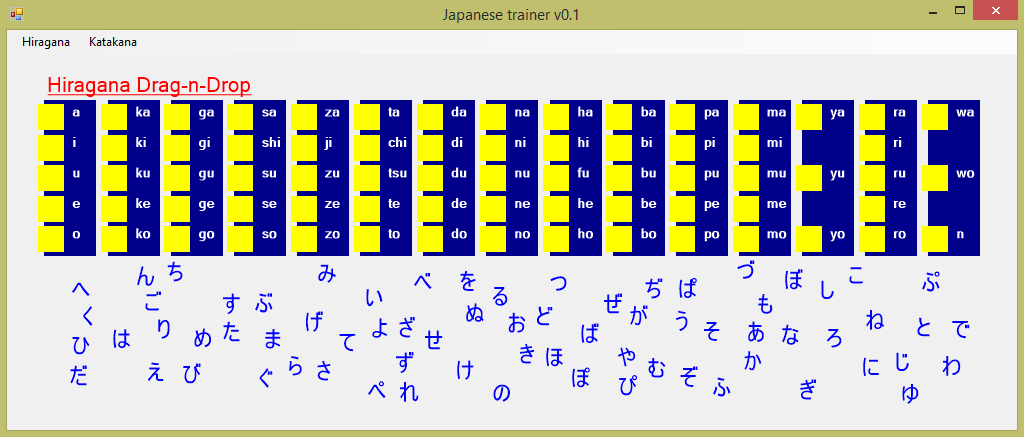 Japanese trainer v0.1
Hiragana Katakana
Hiragana Drag-n-Drop
a ka ga sa za ta da na ha ba pa ma ya ra wa
i ki gi shi ji chi di ni hi bi pi mi ri
u ku gu su zu tsu du nu fu bu pu mu yu ru wo
e ke ge se ze te de ne he be pe me re
o ko go so zo to do no ho bo po mo yo ro n
へ ん ち み い べ を る つ ぢ ぱ づ ぼ し こ ぷ
く ご す ぶ げ ぬ お ど ぜ が う も ね
ひ は り め た ま て よ ざ せ ば そ あ な ろ と で
だ え び ぐ ら さ ず け き ほ ぽ や む ぞ か に じ わ
ぺ れ の ぴ ふ ぎ ゆ